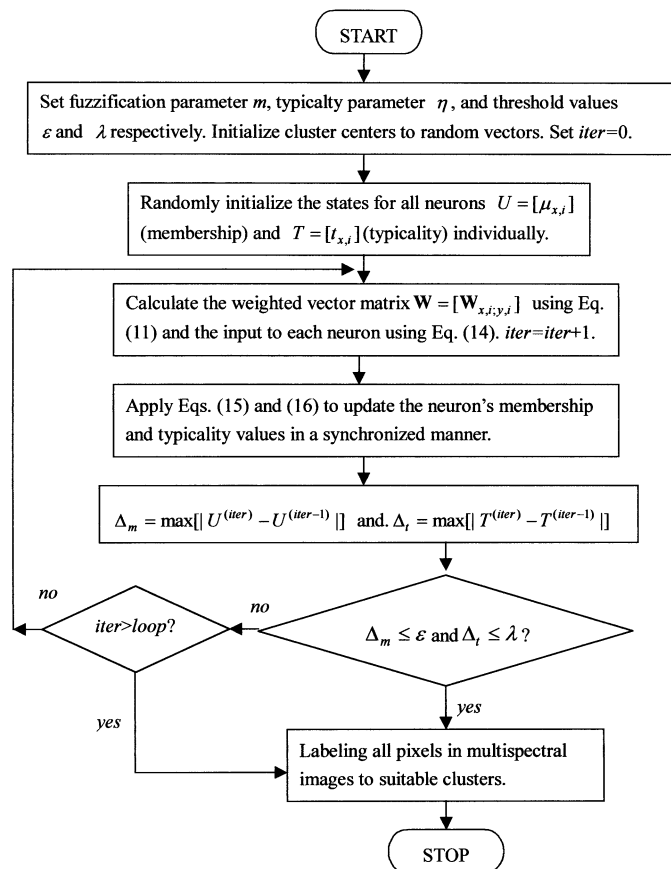 START
Set fuzzification parameter m, typicalty parameter η, and threshold values
ε and λ respectively. Initialize cluster centers to random vectors. Set iter=0.
Randomly initialize the states for all neurons U = [μx,i]
(membership) and T = [tx,i] (typicality) individually.
Calculate the weighted vector matrix W = [Wx,i;y,i] using Eq.
(11) and the input to each neuron using Eq. (14). iter=iter+1.
Apply Eqs. (15) and (16) to update the neuron's membership
and typicality values in a synchronized manner.
Δm = max[| U(iter) − U(iter−1) |] and. Δt = max[| T(iter) − T(iter−1) |]
no
no
iter>loop?
Δm ≤ ε and Δt ≤ λ?
yes
yes
Labeling all pixels in multispectral
images to suitable clusters.
STOP